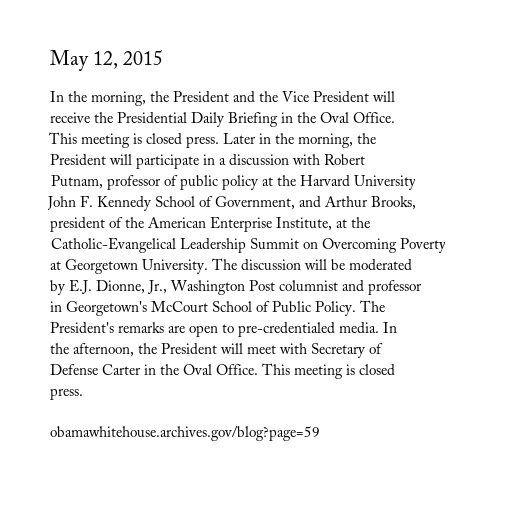 May 12, 2015
In the morning, the President and the Vice President will
receive the Presidential Daily Briefing in the Oval Office.
This meeting is closed press. Later in the morning, the
President will participate in a discussion with Robert
Putnam, professor of public policy at the Harvard University
John F. Kennedy School of Government, and Arthur Brooks,
president of the American Enterprise Institute, at the
Catholic-Evangelical Leadership Summit on Overcoming Poverty
at Georgetown University. The discussion will be moderated
by E.J. Dionne, Jr., Washington Post columnist and professor
in Georgetown's McCourt School of Public Policy. The
President's remarks are open to pre-credentialed media. In
the afternoon, the President will meet with Secretary of
Defense Carter in the Oval Office. This meeting is closed
press.
obamawhitehouse.archives.gov/blog?page=59